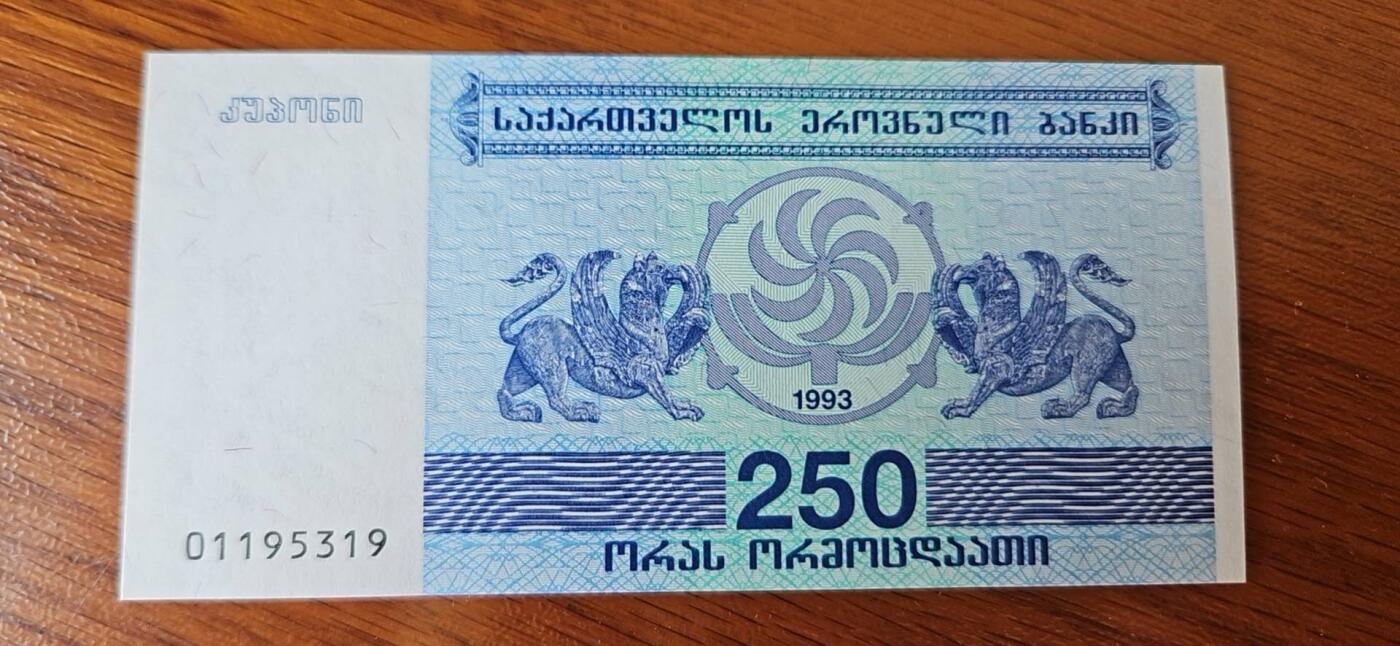 კუპონი
საქართველოს ეროვნული ბანკი
1993
250
01195319
ორას ორმოცდაათი